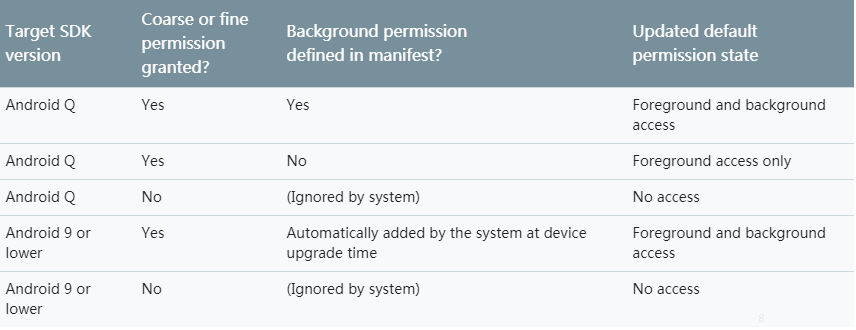 Target SDK version
Coarse or fine permission granted?
Background permission defined in manifest?
Updated default permission state
Android Q
Yes
Yes
Foreground and background access
Android Q
Yes
No
Foreground access only
Android Q
No
(Ignored by system)
No access
Android 9 or lower
Yes
Automatically added by the system at device upgrade time
Foreground and background access
Android 9 or lower
No
(Ignored by system)
No access